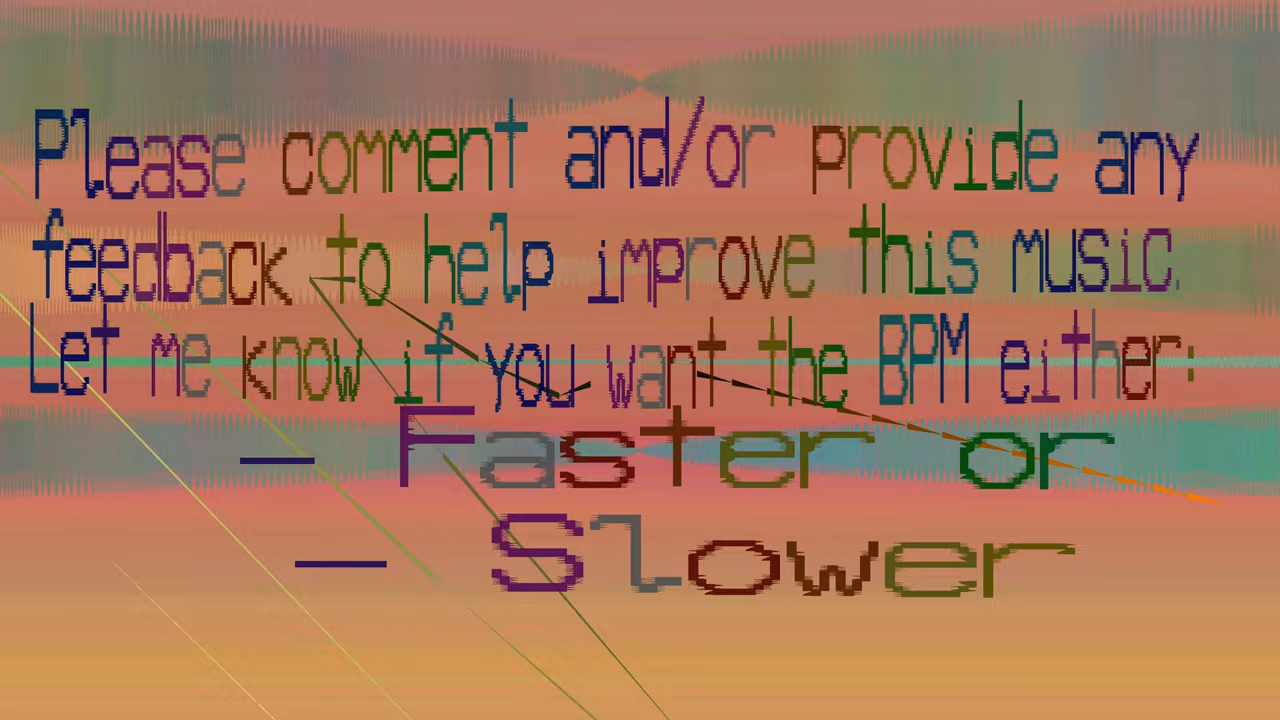 Please comment and/or provide any
feedback to help improve this music.
Let me know if you want the BPM either:
- Faster or
- Slower